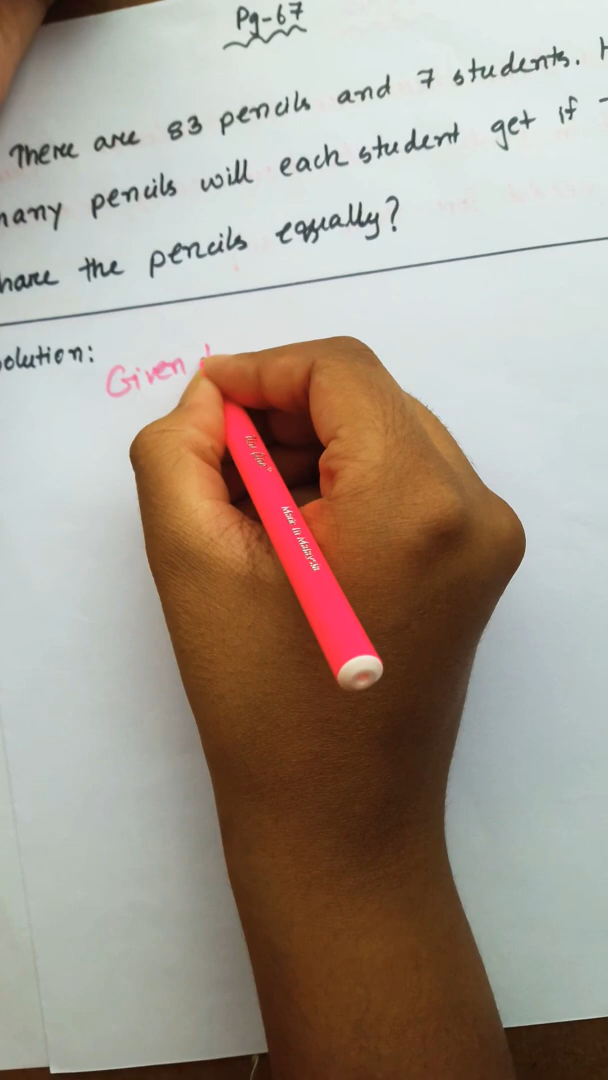 Pg-67
There are 83 pencils and 7 students. H
many pencils will each student get if
hare the pencils equally?
olution:
Given
Made in Malaysia